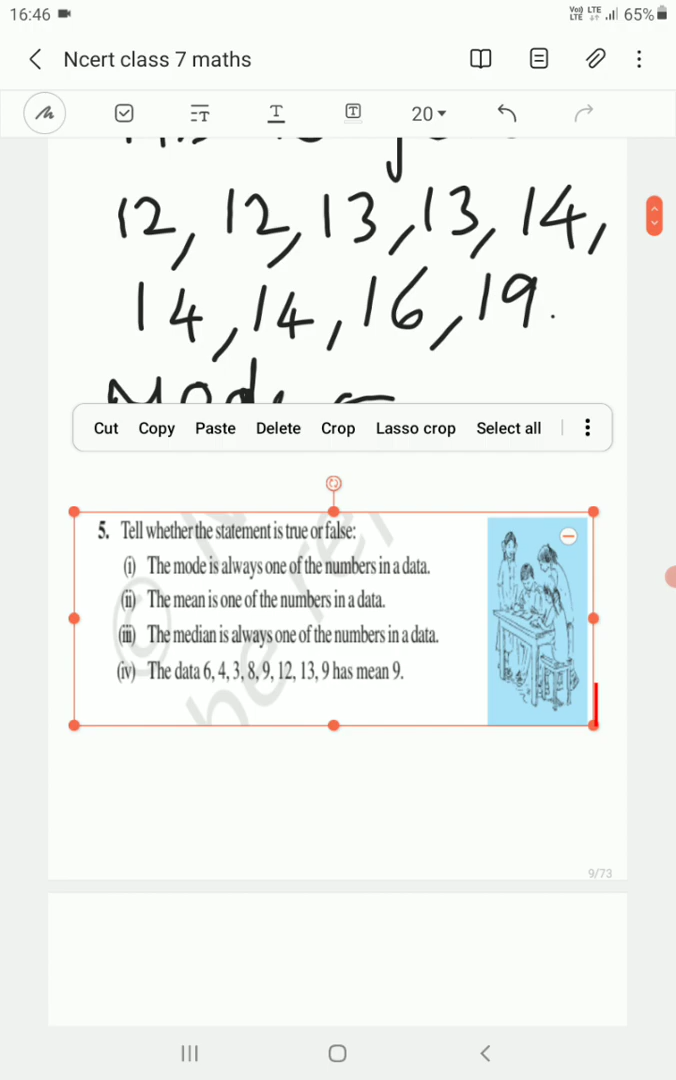 16:46 Vo)) LTE LTE 65%
Ncert class 7 maths
20
12, 12, 13, 13, 14,
14, 14, 16, 19.
Mode =
Cut Copy Paste Delete Crop Lasso crop Select all
5. Tell whether the statement is true or false:
(i) The mode is always one of the numbers in a data.
(ii) The mean is one of the numbers in a data.
(iii) The median is always one of the numbers in a data.
(iv) The data 6, 4, 3, 8, 9, 12, 13, 9 has mean 9.
9/73